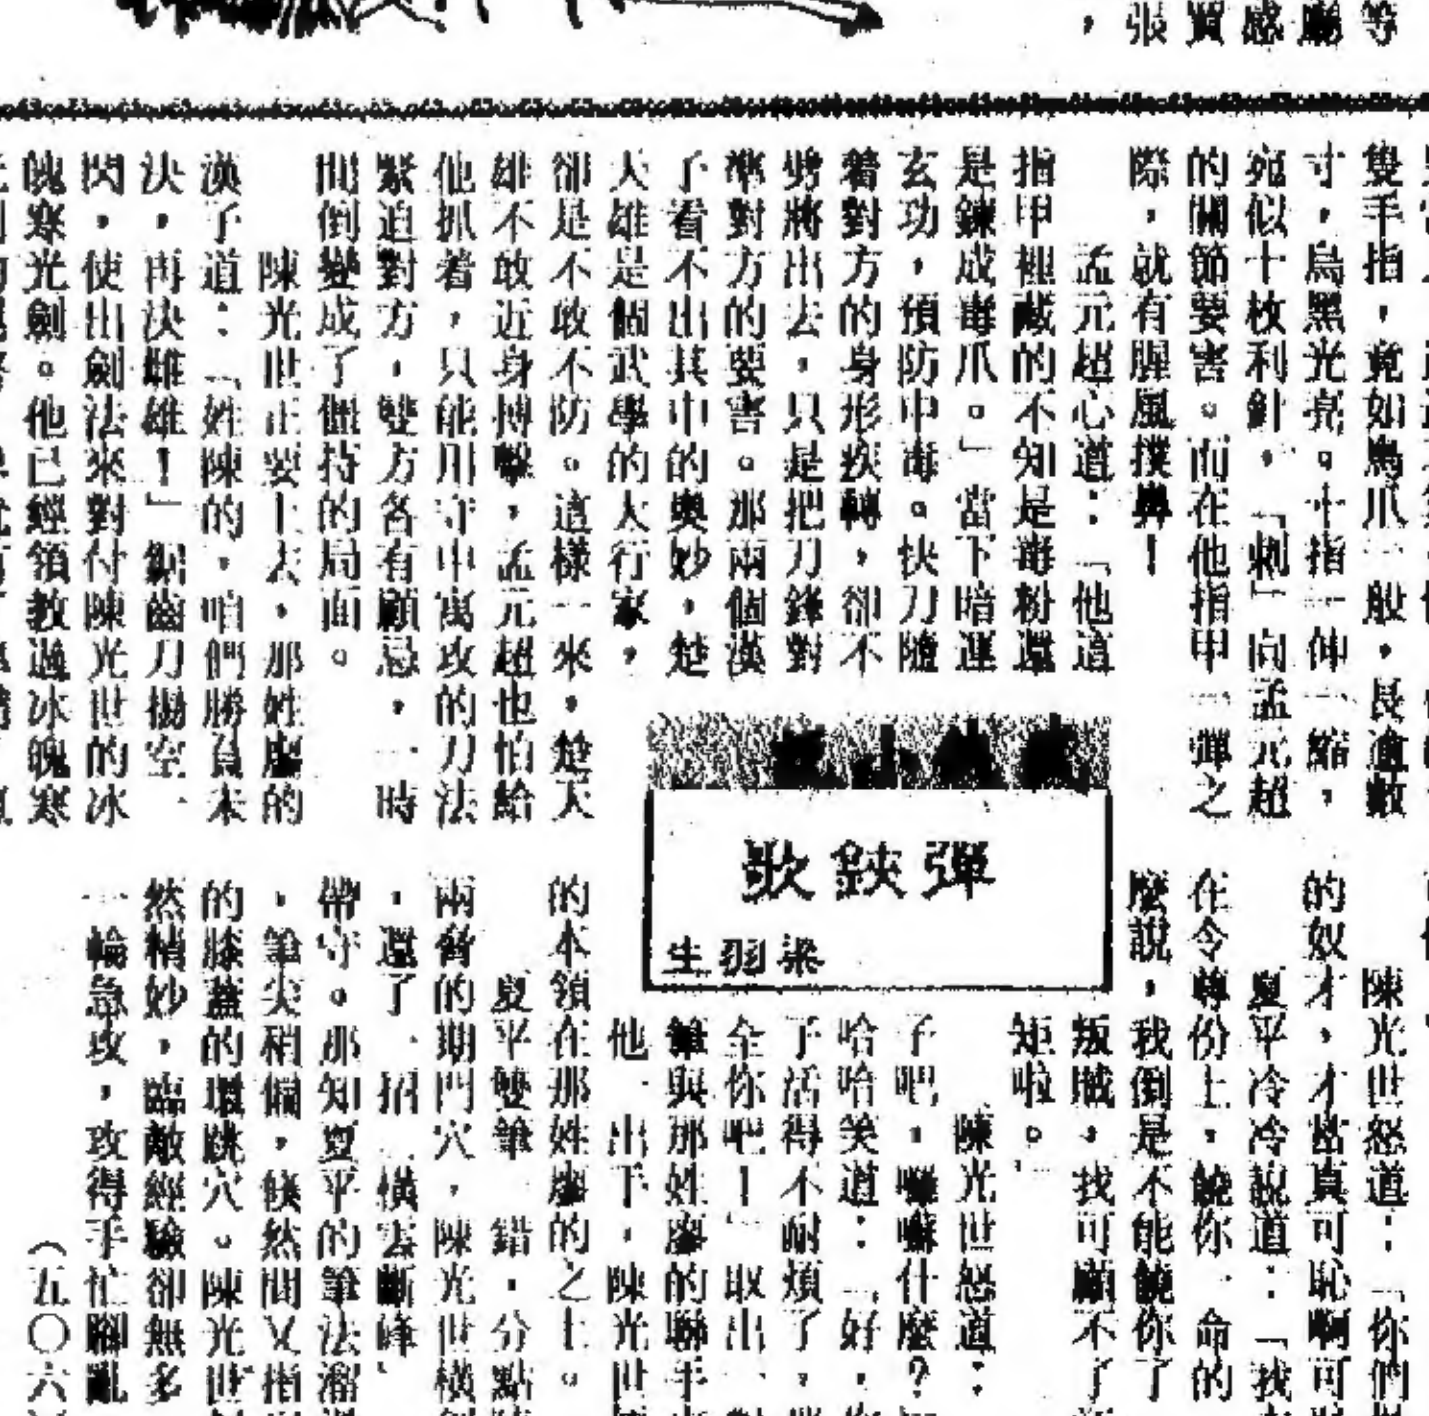 等
廳
感
賀
張
，
隻手指，竟如鳥爪一般，長逾數
寸，烏黑光亮。十指一伸一縮，
宛似十枚利針，「刺」向孟元超
的關節要害。而在他指甲一彈之
際，就有腥風撲鼻！
孟元超心道：「他這
指甲裡藏的不知是毒粉還
是鍊成毒爪。」當下暗運
玄功，預防中毒。快刀隨
着對方的身形疾轉，卻不
劈將出去，只是把刀鋒對
準對方的要害。那兩個漢
子看不出其中的奧妙，楚
天雄是個武學的大行家，
卻是不敢不防。這樣一來，楚天
雄不敢近身搏擊，孟元超也怕給
他抓着，只能用守中寓攻的刀法
緊迫對方，雙方各有顧忌，一時
間倒變成了僵持的局面。
陳光世正要上去，那姓廖的
漢子道：「姓陳的，咱們勝負未
決，再決雌雄！」鋸齒刀揚空一
閃，使出劍法來對付陳光世的冰
魄寒光劍。他已經領教過冰魄寒
彈鋏歌
梁羽生
陳光世怒道：「你們
的奴才，才當真可恥啊可
夏平冷冷說道：「我
在令尊份上，饒你一命的
麼說，我倒是不能饒你了
叛賊，找可顧不了
矩啦。」
陳光世怒道：
子吧，囉囌什麼？
哈哈笑道：「好，
子活得不耐煩了，
全你吧！」取出
筆與那姓廖的聯手
他一出下，陳光世
的本領在那姓廖的之上。
夏平雙筆一錯，分點
兩脅的期門穴，陳光世橫
，還了一招「橫雲斷峰」
帶守。那知夏平的筆法溜
，筆尖稍偏，倏然間又指
的膝蓋的環跳穴。陳光世
然精妙，臨敵經驗卻無多
一輪急攻，攻得手忙腳亂
（五〇六